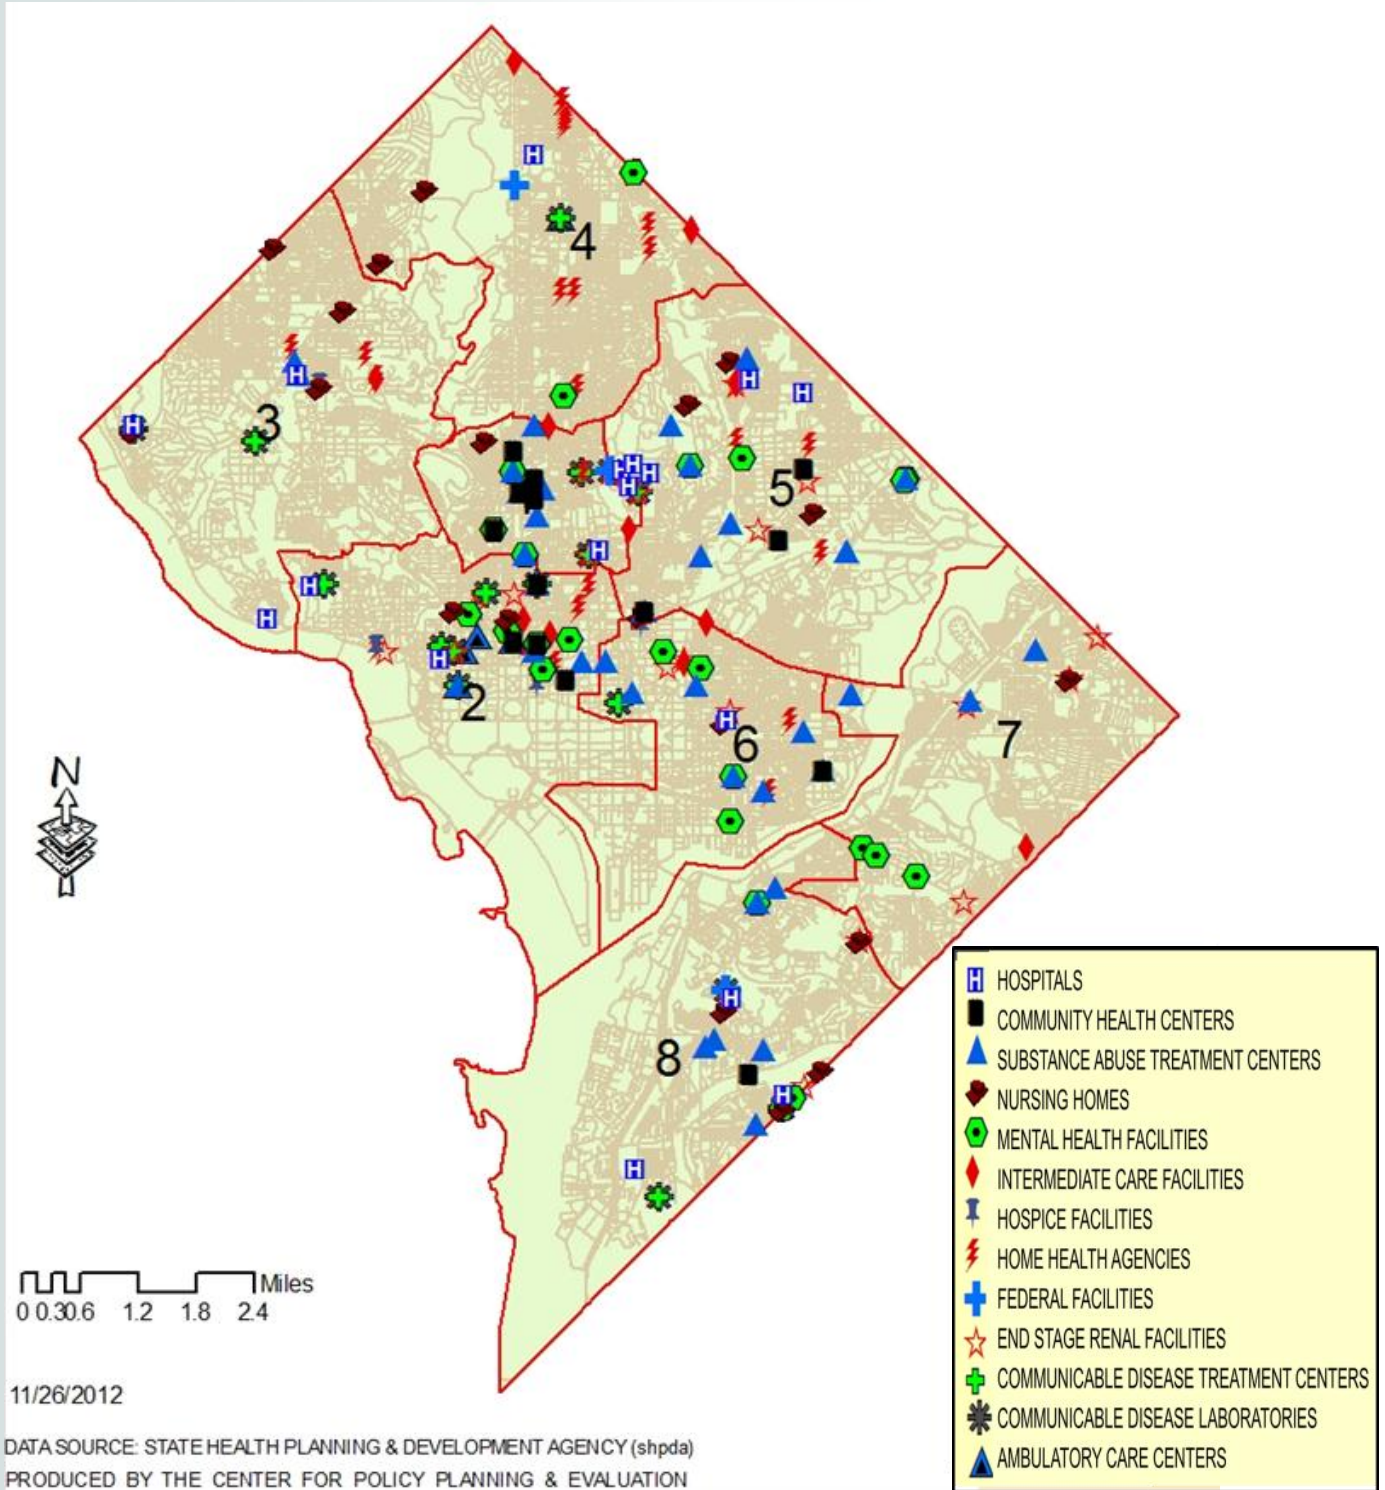 4
3
5
2
6
7
8
N
H HOSPITALS
COMMUNITY HEALTH CENTERS
SUBSTANCE ABUSE TREATMENT CENTERS
NURSING HOMES
MENTAL HEALTH FACILITIES
INTERMEDIATE CARE FACILITIES
HOSPICE FACILITIES
HOME HEALTH AGENCIES
FEDERAL FACILITIES
END STAGE RENAL FACILITIES
COMMUNICABLE DISEASE TREATMENT CENTERS
COMMUNICABLE DISEASE LABORATORIES
AMBULATORY CARE CENTERS
Miles
0 0.30.6 1.2 1.8 2.4
11/26/2012
DATA SOURCE: STATE HEALTH PLANNING & DEVELOPMENT AGENCY (shpda)
PRODUCED BY THE CENTER FOR POLICY PLANNING & EVALUATION